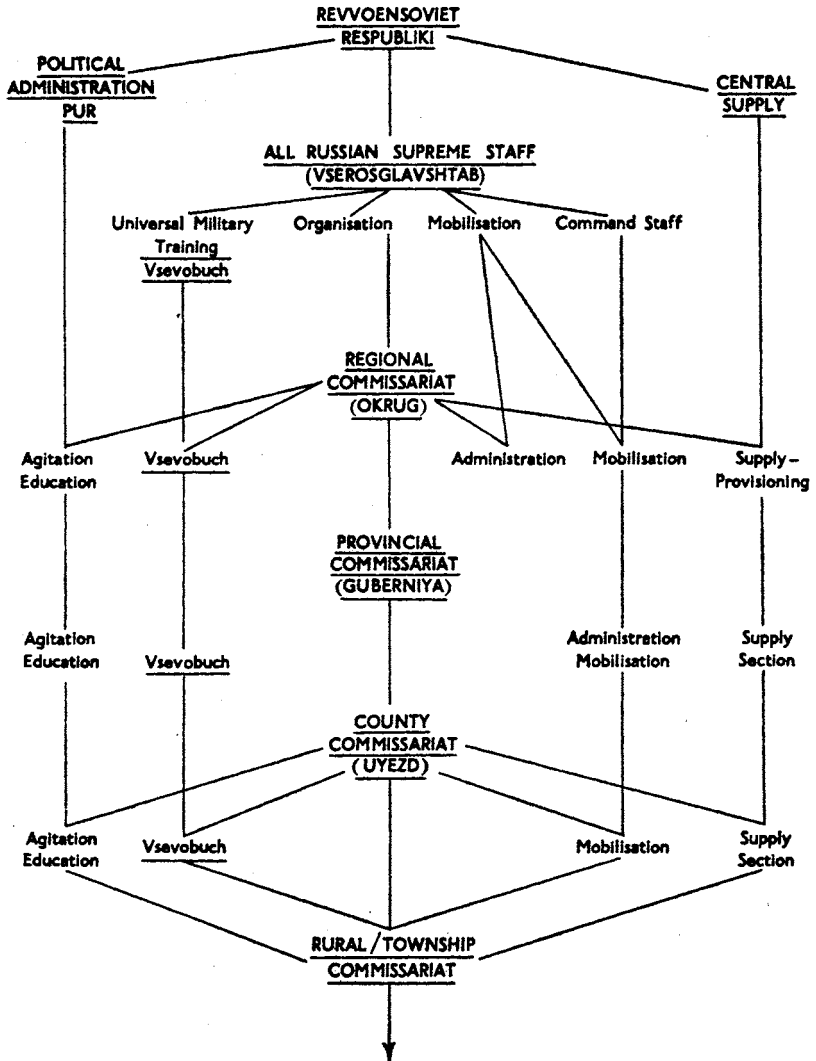 REVVOENSOVIET
RESPUBLIKI
POLITICAL
ADMINISTRATION
PUR
CENTRAL
SUPPLY
ALL RUSSIAN SUPREME STAFF
(VSEROSGLAVSHTAB)
Universal Military
Training
Vsevobuch
Organisation
Mobilisation
Command Staff
REGIONAL
COMMISSARIAT
(OKRUG)
Agitation
Education
Vsevobuch
Administration
Mobilisation
Supply –
Provisioning
PROVINCIAL
COMMISSARIAT
(GUBERNIYA)
Agitation
Education
Vsevobuch
Administration
Mobilisation
Supply
Section
COUNTY
COMMISSARIAT
(UYEZD)
Agitation
Education
Vsevobuch
Mobilisation
Supply
Section
RURAL / TOWNSHIP
COMMISSARIAT